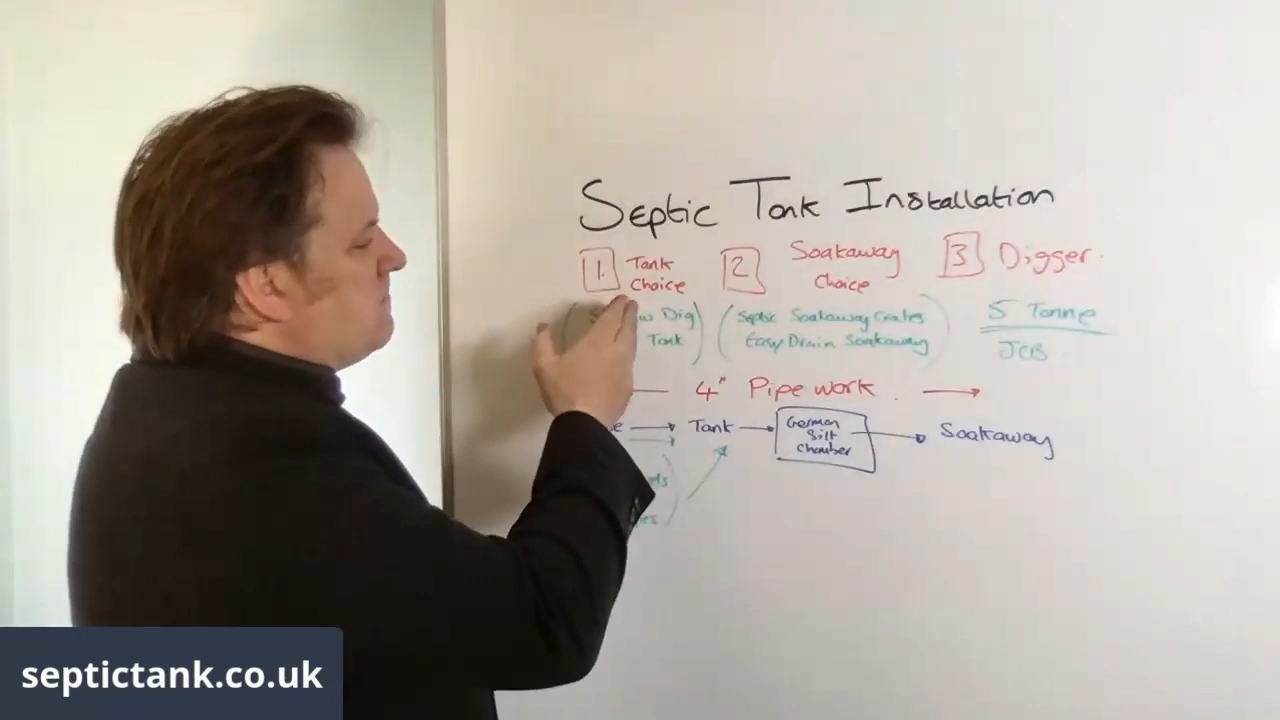 Septic Tank Installation
1. Tank Choice
2 Soakaway Choice
3 Digger.
w Dig Tank
(Septic Soakaway Crates
Easy Drain Soakaway)
5 Tonne
JCB
4" Pipe work
Tank
German Silt Chamber
Soakaway
septictank.co.uk